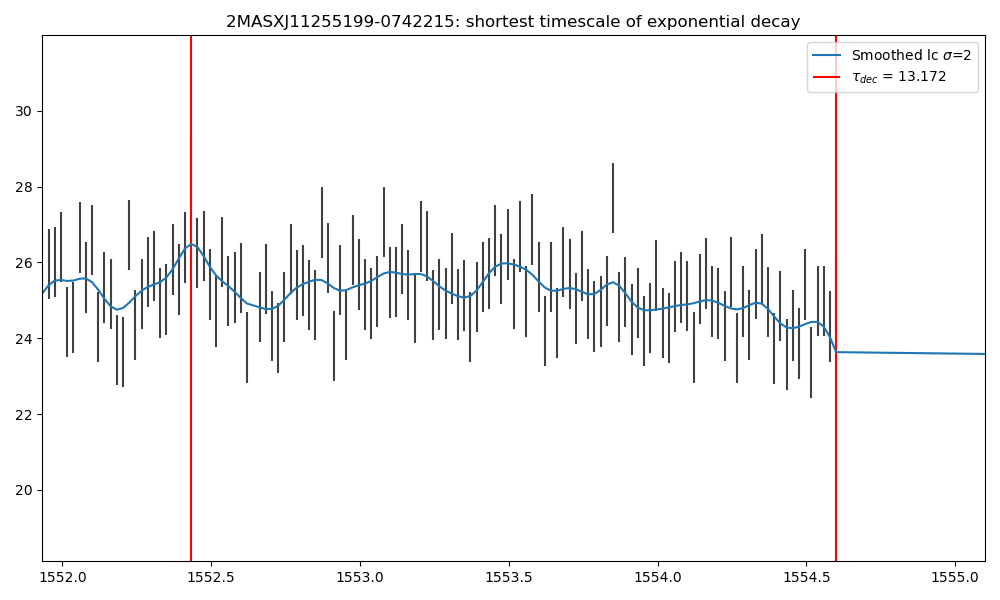 2MASXJ11255199-0742215: shortest timescale of exponential decay
Smoothed lc σ=2
τ_dec = 13.172
30
28
26
24
22
20
1552.0 1552.5 1553.0 1553.5 1554.0 1554.5 1555.0